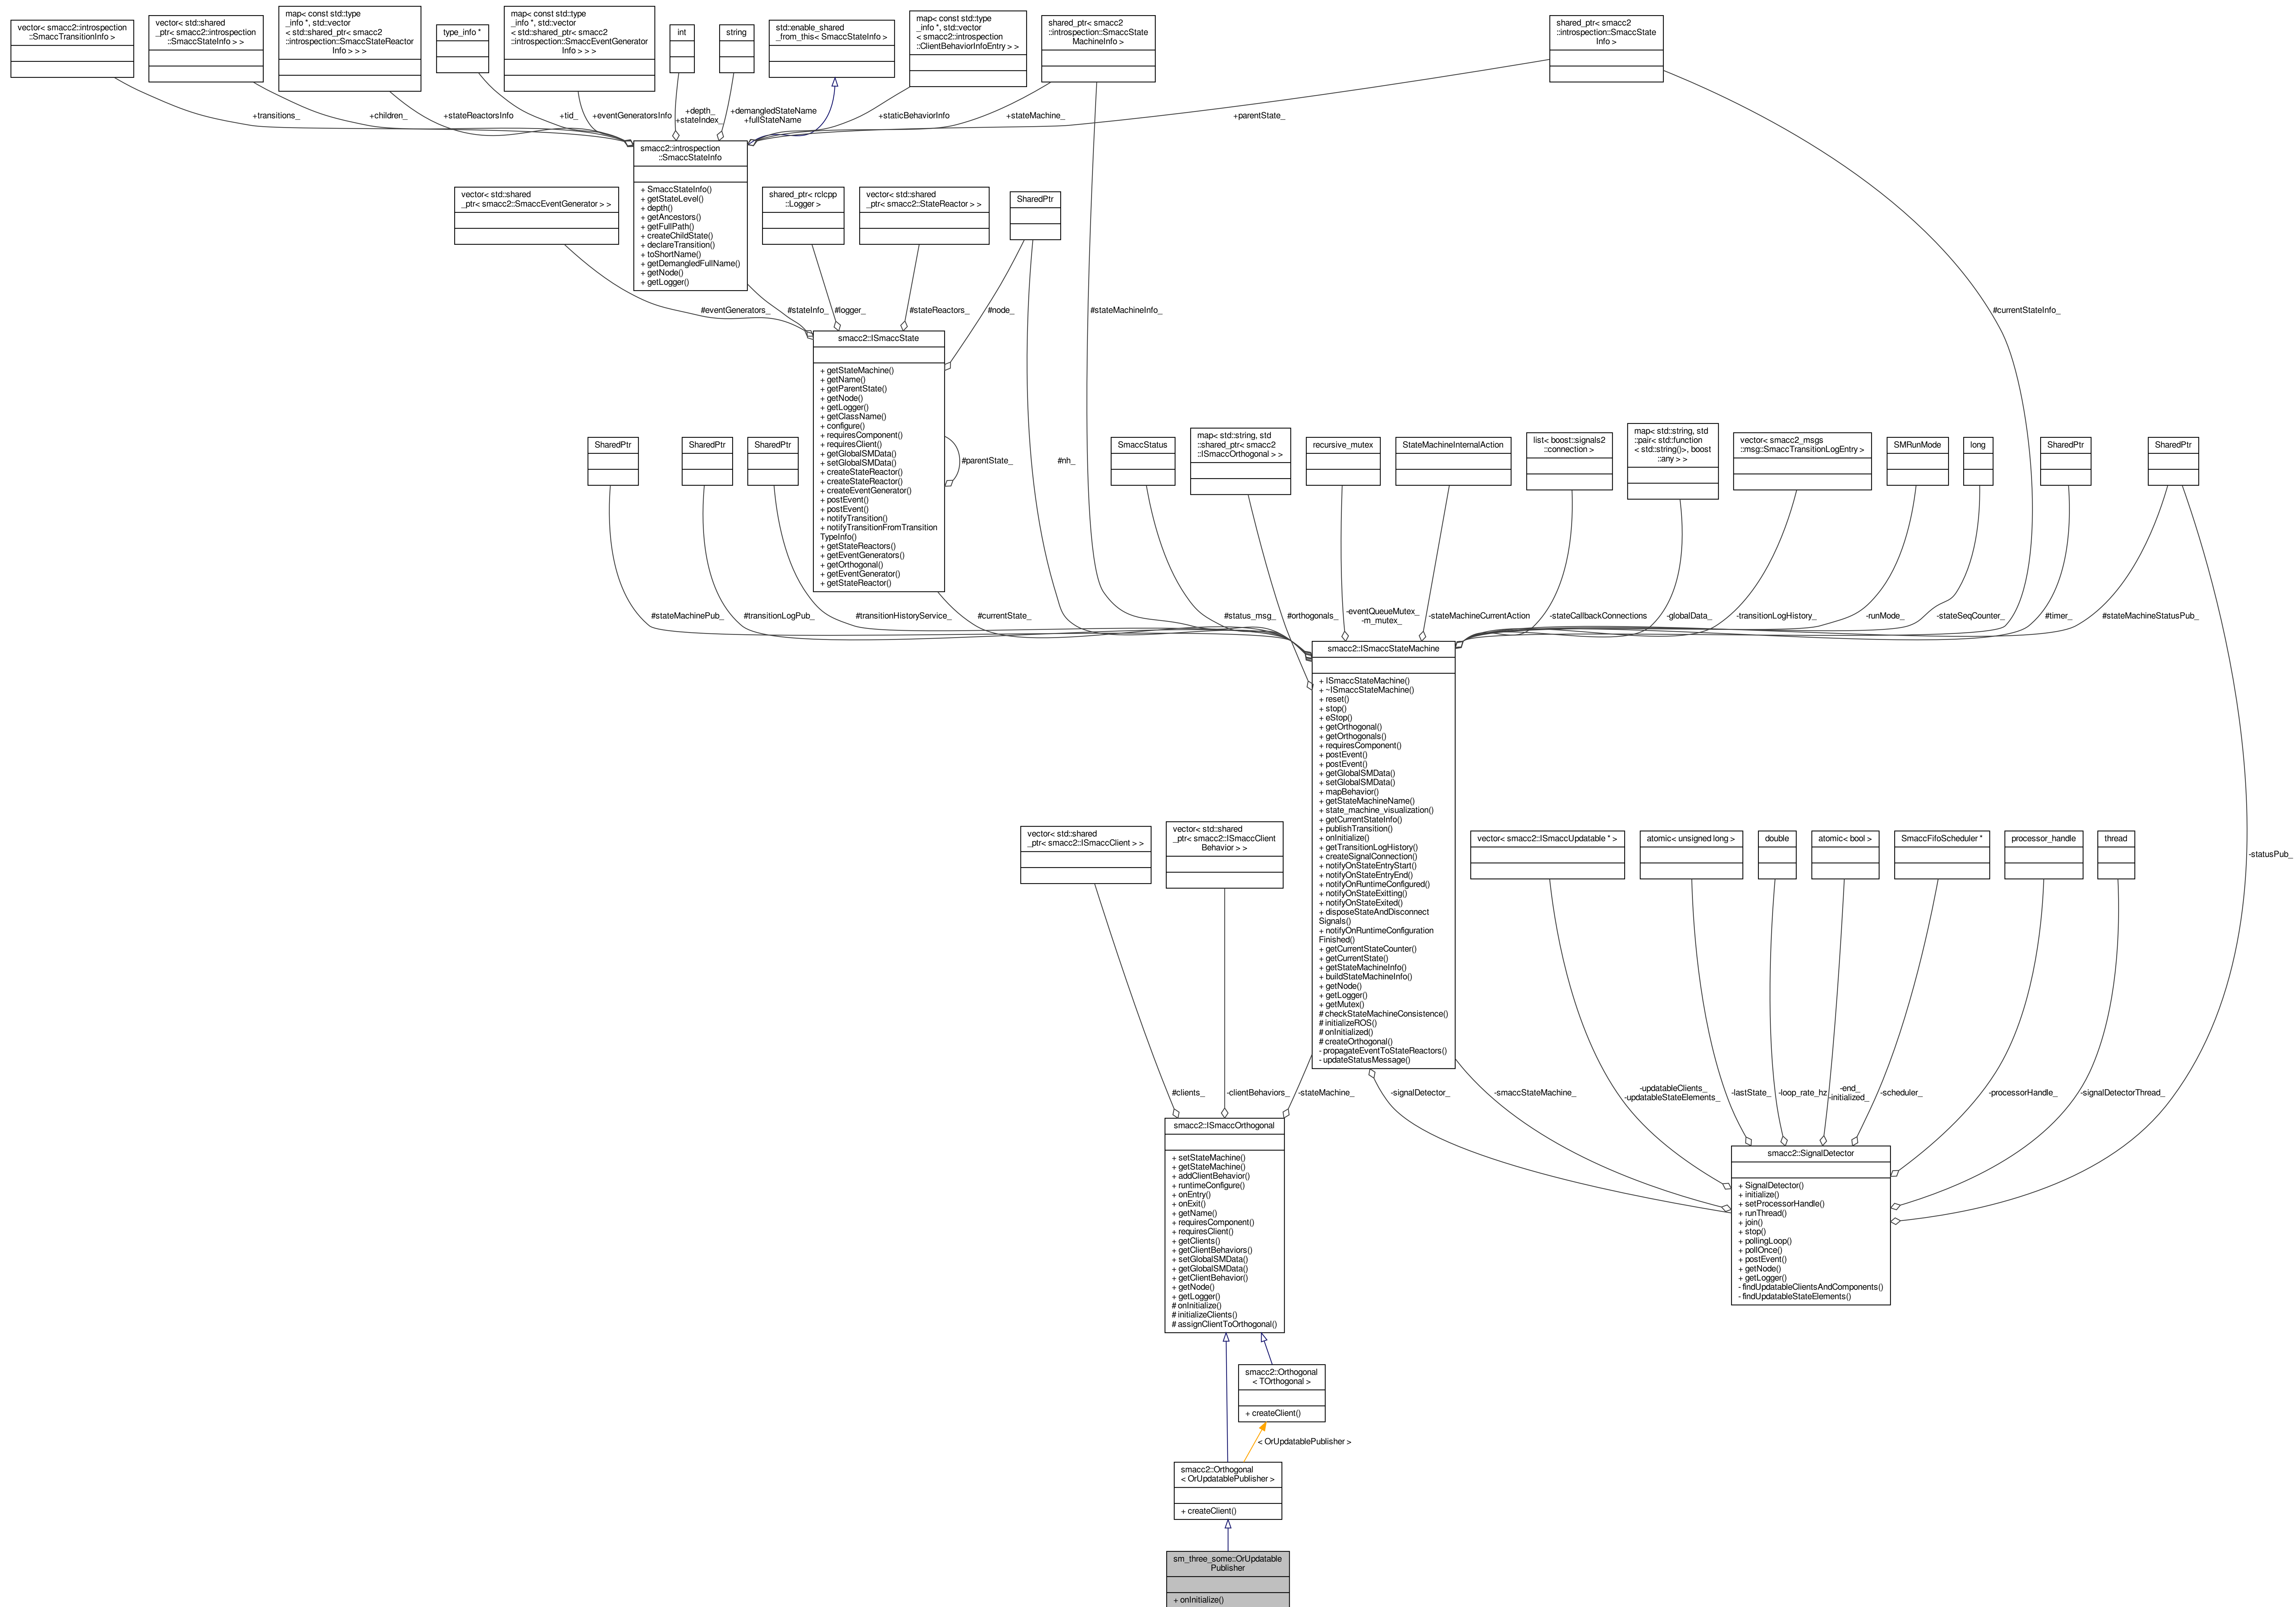 vector< smacc2::introspection
::SmaccTransitionInfo >
vector< std::shared
_ptr< smacc2::introspection
::SmaccStateInfo > >
map< const std::type
_info *, std::vector
< std::shared_ptr< smacc2
::introspection::SmaccStateReactor
Info > > >
type_info *
map< const std::type
_info *, std::vector
< std::shared_ptr< smacc2
::introspection::SmaccEventGenerator
Info > > >
int
string
std::enable_shared
_from_this< SmaccStateInfo >
map< const std::type
_info *, std::vector
< smacc2::introspection
::ClientBehaviorInfoEntry > >
shared_ptr< smacc2
::introspection::SmaccState
MachineInfo >
shared_ptr< smacc2
::introspection::SmaccState
Info >
+transitions_
+children_
+stateReactorsInfo
+tid_
+eventGeneratorsInfo
+depth_
+stateIndex_
+demangledStateName
+fullStateName
+staticBehaviorInfo
+stateMachine_
+parentState_
smacc2::introspection
::SmaccStateInfo
+ SmaccStateInfo()
+ getStateLevel()
+ depth()
+ getAncestors()
+ getFullPath()
+ createChildState()
+ declareTransition()
+ toShortName()
+ getDemangledFullName()
+ getNode()
+ getLogger()
vector< std::shared
_ptr< smacc2::SmaccEventGenerator > >
shared_ptr< rclcpp
::Logger >
vector< std::shared
_ptr< smacc2::StateReactor > >
SharedPtr
#eventGenerators_
#stateInfo_
#logger_
#stateReactors_
#node_
#stateMachineInfo_
#currentStateInfo_
smacc2::ISmaccState
+ getStateMachine()
+ getName()
+ getParentState()
+ getNode()
+ getLogger()
+ getClassName()
+ configure()
+ requiresComponent()
+ requiresClient()
+ getGlobalSMData()
+ setGlobalSMData()
+ createStateReactor()
+ createStateReactor()
+ createEventGenerator()
+ postEvent()
+ postEvent()
+ notifyTransition()
+ notifyTransitionFromTransition
TypeInfo()
+ getStateReactors()
+ getEventGenerators()
+ getOrthogonal()
+ getEventGenerator()
+ getStateReactor()
#parentState_
#nh_
SharedPtr
SharedPtr
SharedPtr
SmaccStatus
map< std::string, std
::shared_ptr< smacc2
::ISmaccOrthogonal > >
recursive_mutex
StateMachineInternalAction
list< boost::signals2
::connection >
map< std::string, std
::pair< std::function
< std::string()>, boost
::any > >
vector< smacc2_msgs
::msg::SmaccTransitionLogEntry >
SMRunMode
long
SharedPtr
SharedPtr
#stateMachinePub_
#transitionLogPub_
#transitionHistoryService_
#currentState_
#status_msg_
#orthogonals_
-eventQueueMutex_
-m_mutex_
-stateMachineCurrentAction
-stateCallbackConnections
-globalData_
-transitionLogHistory_
-runMode_
-stateSeqCounter_
#timer_
#stateMachineStatusPub_
smacc2::ISmaccStateMachine
+ ISmaccStateMachine()
+ ~ISmaccStateMachine()
+ reset()
+ stop()
+ eStop()
+ getOrthogonal()
+ getOrthogonals()
+ requiresComponent()
+ postEvent()
+ postEvent()
+ getGlobalSMData()
+ setGlobalSMData()
+ mapBehavior()
+ getStateMachineName()
+ state_machine_visualization()
+ getCurrentStateInfo()
+ publishTransition()
+ onInitialize()
+ getTransitionLogHistory()
+ createSignalConnection()
+ notifyOnStateEntryStart()
+ notifyOnStateEntryEnd()
+ notifyOnRuntimeConfigured()
+ notifyOnStateExitting()
+ notifyOnStateExited()
+ disposeStateAndDisconnect
Signals()
+ notifyOnRuntimeConfiguration
Finished()
+ getCurrentStateCounter()
+ getCurrentState()
+ getStateMachineInfo()
+ buildStateMachineInfo()
+ getNode()
+ getLogger()
+ getMutex()
# checkStateMachineConsistence()
# initializeROS()
# onInitialized()
# createOrthogonal()
- propagateEventToStateReactors()
- updateStatusMessage()
vector< std::shared
_ptr< smacc2::ISmaccClient > >
vector< std::shared
_ptr< smacc2::ISmaccClient
Behavior > >
vector< smacc2::ISmaccUpdatable * >
atomic< unsigned long >
double
atomic< bool >
SmaccFifoScheduler *
processor_handle
thread
-statusPub_
#clients_
-clientBehaviors_
-stateMachine_
-signalDetector_
-smaccStateMachine_
-updatableClients_
-updatableStateElements_
-lastState_
-loop_rate_hz
-end_
-initialized_
-scheduler_
-processorHandle_
-signalDetectorThread_
smacc2::ISmaccOrthogonal
+ setStateMachine()
+ getStateMachine()
+ addClientBehavior()
+ runtimeConfigure()
+ onEntry()
+ onExit()
+ getName()
+ requiresComponent()
+ requiresClient()
+ getClients()
+ getClientBehaviors()
+ setGlobalSMData()
+ getGlobalSMData()
+ getClientBehavior()
+ getNode()
+ getLogger()
# onInitialize()
# initializeClients()
# assignClientToOrthogonal()
smacc2::SignalDetector
+ SignalDetector()
+ initialize()
+ setProcessorHandle()
+ runThread()
+ join()
+ stop()
+ pollingLoop()
+ pollOnce()
+ postEvent()
+ getNode()
+ getLogger()
- findUpdatableClientsAndComponents()
- findUpdatableStateElements()
smacc2::Orthogonal
< TOrthogonal >
+ createClient()
< OrUpdatablePublisher >
smacc2::Orthogonal
< OrUpdatablePublisher >
+ createClient()
sm_three_some::OrUpdatable
Publisher
+ onInitialize()